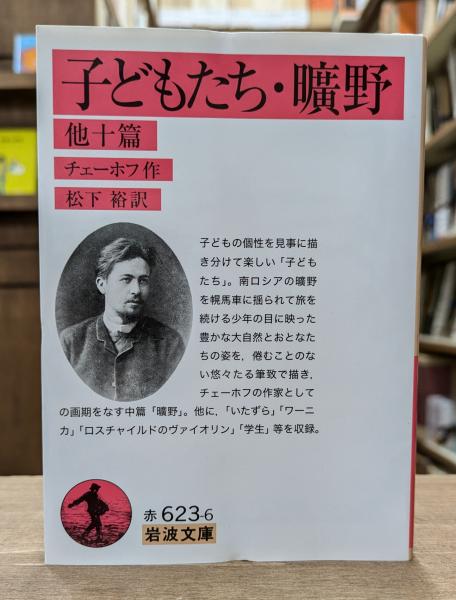 子どもたち・曠野
他十篇
チェーホフ作
松下 裕訳
子どもの個性を見事に描
き分けて楽しい「子ども
たち」。南ロシアの曠野
を幌馬車に揺られて旅を
続ける少年の目に映った
豊かな大自然とおとなた
ちの姿を，倦むことのな
い悠々たる筆致で描き，
チェーホフの作家として
の画期をなす中篇「曠野」。他に，「いたずら」「ワーニ
カ」「ロスチャイルドのヴァイオリン」「学生」等を収録。
赤 623-6
岩波文庫